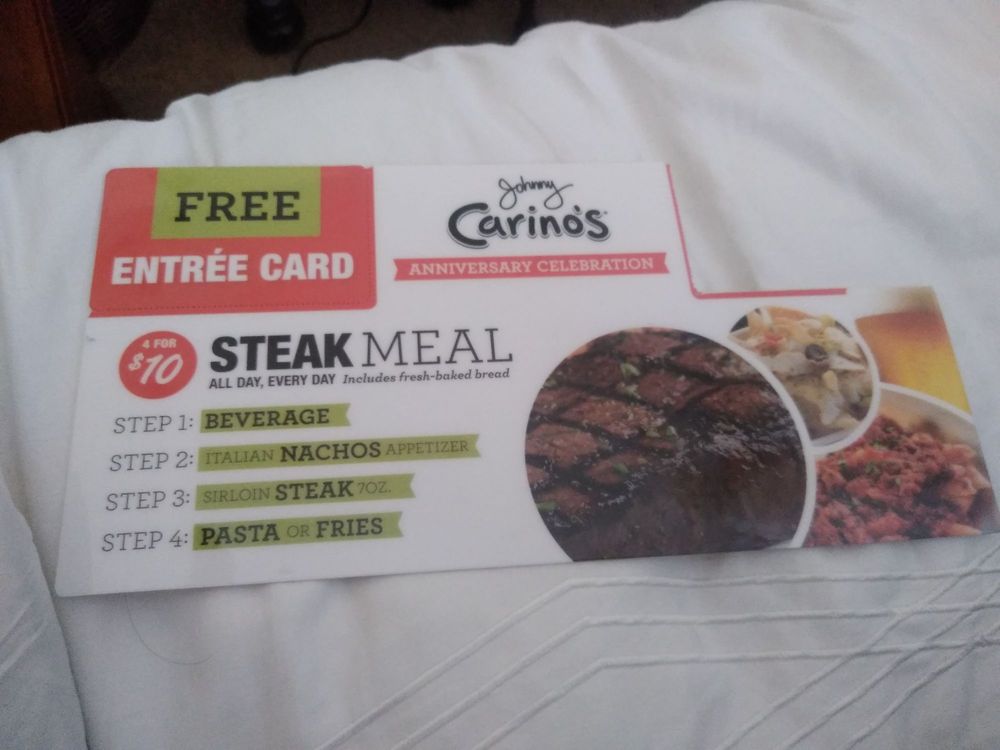 FREE
ENTRÉE CARD
Johnny
Carino's
ANNIVERSARY CELEBRATION
4 FOR
$10
STEAK MEAL
ALL DAY, EVERY DAY Includes fresh-baked bread
STEP 1: BEVERAGE
STEP 2: ITALIAN NACHOS APPETIZER
STEP 3: SIRLOIN STEAK 7OZ.
STEP 4: PASTA OR FRIES